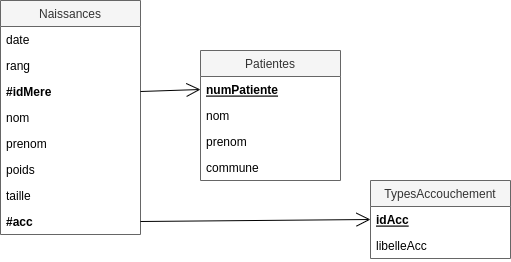 Naissances
date
rang
#idMere
nom
prenom
poids
taille
#acc
Patientes
numPatiente
nom
prenom
commune
TypesAccouchement
idAcc
libelleAcc